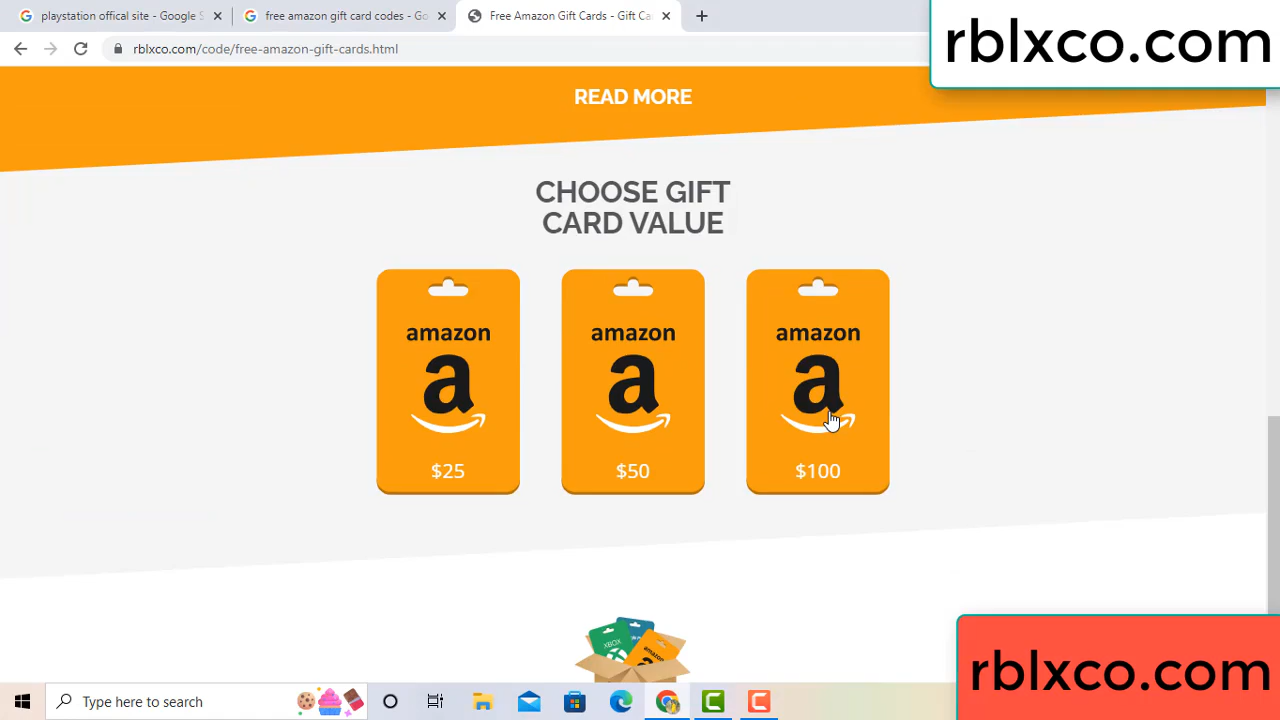 playstation offical site - Google S
free amazon gift card codes - Go
Free Amazon Gift Cards - Gift Ca
rblxco.com/code/free-amazon-gift-cards.html
rblxco.com
READ MORE
CHOOSE GIFT
CARD VALUE
amazon
a
$25
amazon
a
$50
amazon
a
$100
XBOX
amazon
a
Type here to search
rblxco.com